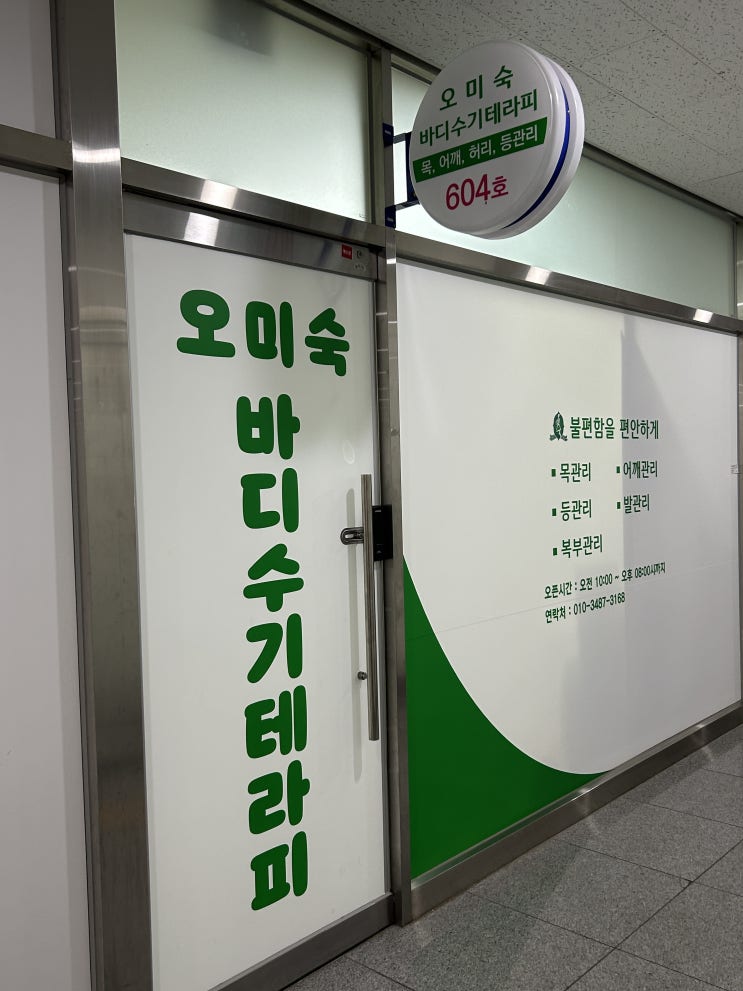 오미숙
바디수기테라피
목, 어깨, 허리, 등관리
604호
오미숙
바디수기테라피
불편함을 편안하게
목관리
어깨관리
등관리
발관리
복부관리
오픈시간 : 오전 10:00 ~ 오후 08:00시까지
연락처 : 010-3487-3168